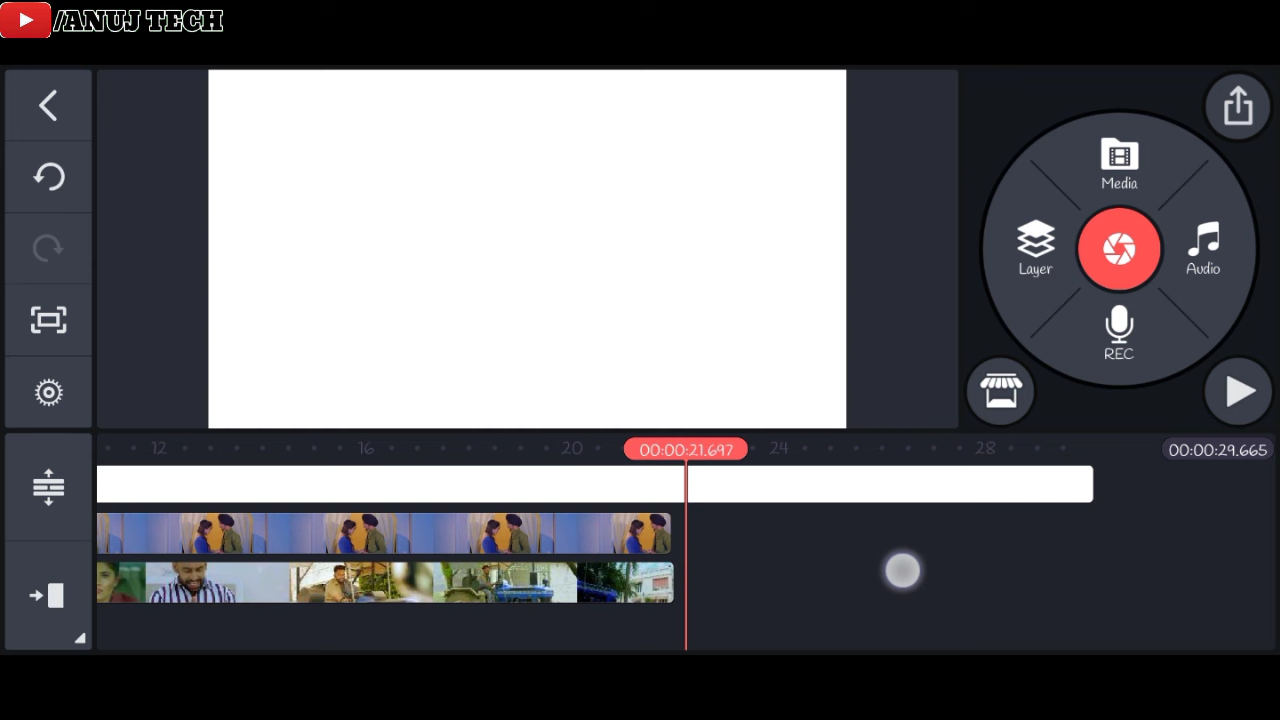 /ANUJ TECH
Media
Layer
Audio
REC
12
16
20
00:00:21.697
24
28
00:00:29.665